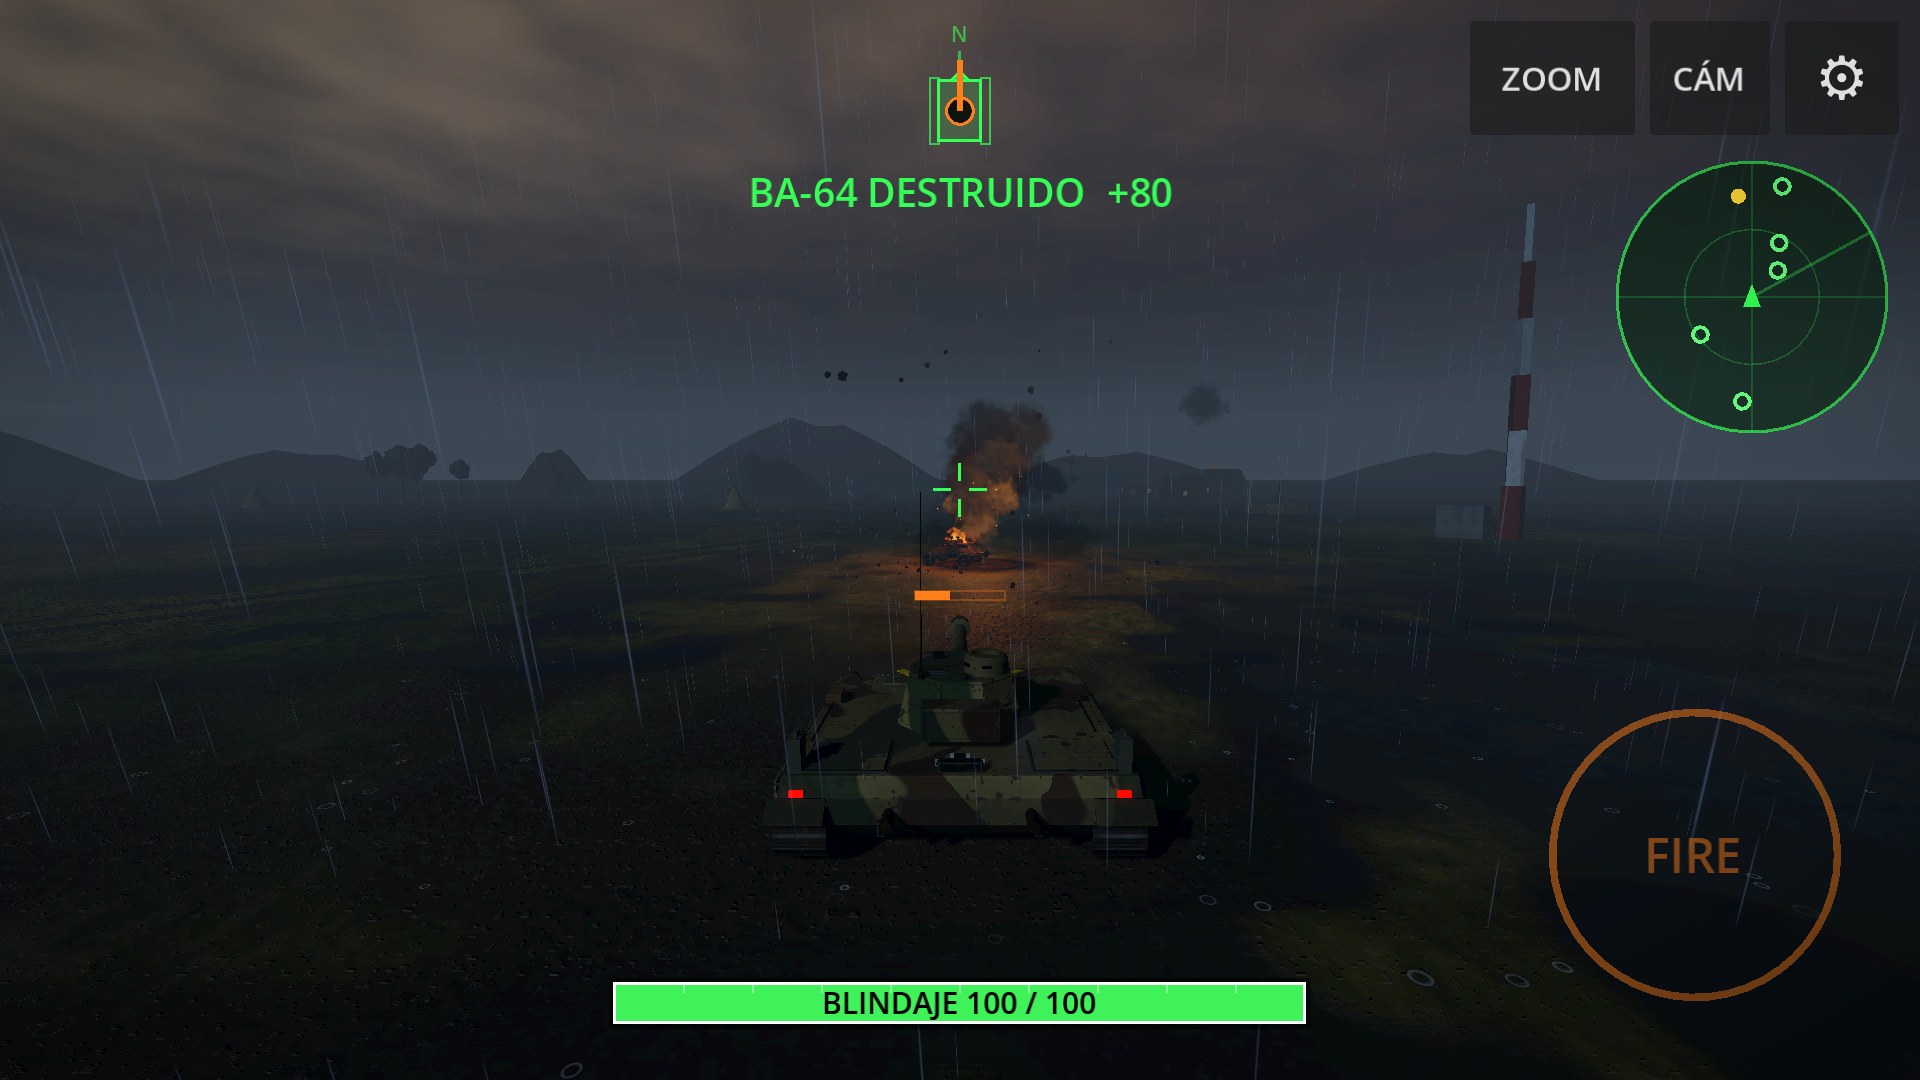 N
ZOOM
CÁM
BA-64 DESTRUIDO +80
FIRE
BLINDAJE 100 / 100